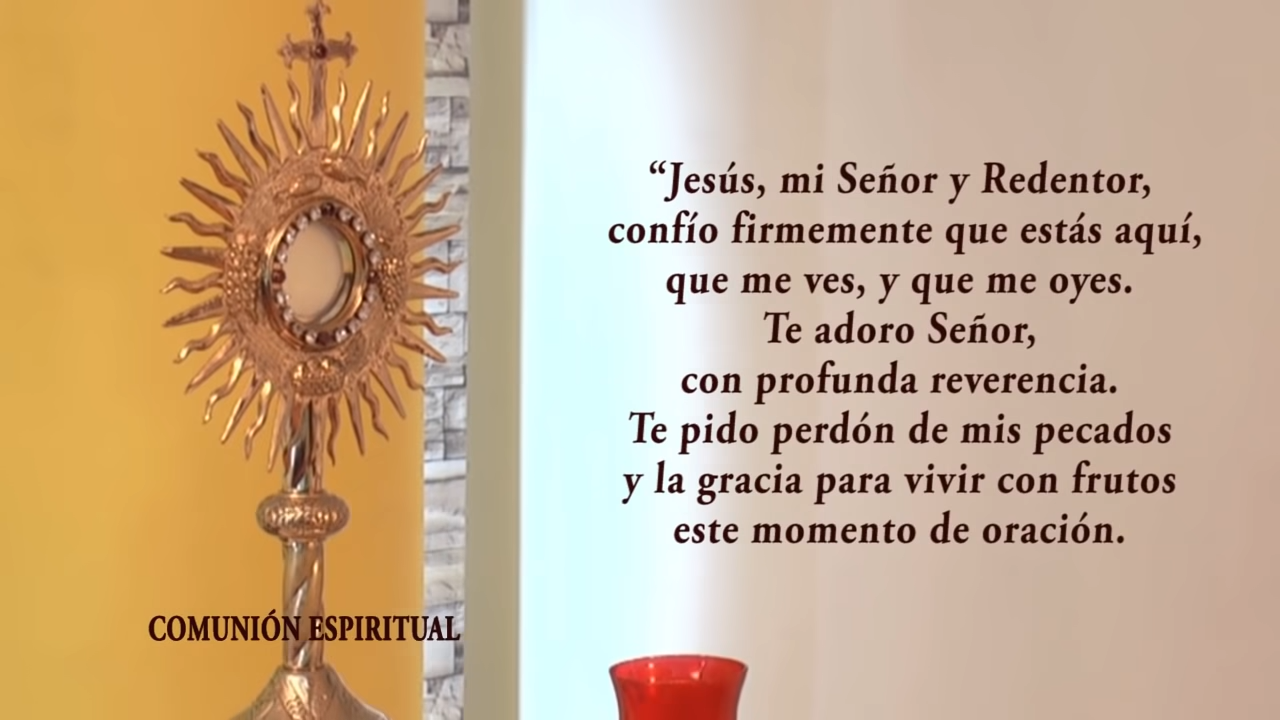 “Jesús, mi Señor y Redentor,
confío firmemente que estás aquí,
que me ves, y que me oyes.
Te adoro Señor,
con profunda reverencia.
Te pido perdón de mis pecados
y la gracia para vivir con frutos
este momento de oración.
COMUNIÓN ESPIRITUAL